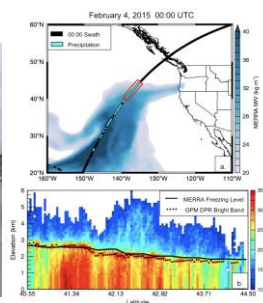 February 4, 2015 00:00 UTC
60°N
00:00 Swath
Precipitation
50°N
40°N
30°N
20°N
160°W 150°W 140°W 130°W 120°W 110°W
a.
40
36
32
28
24
20
MERRA IWV (kg m⁻²)
6
5
4
3
2
1
0
Elevation (km)
MERRA Freezing Level
GPM DPR Bright Band
b.
40.55 41.34 42.13 42.92 43.71 44.50
Latitude